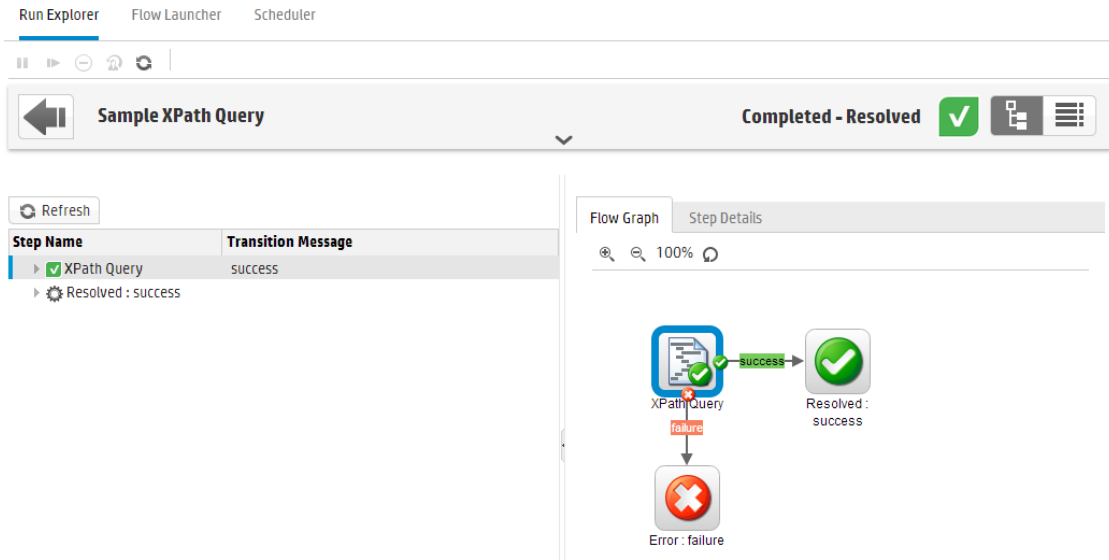 Run Explorer Flow Launcher Scheduler
Sample XPath Query Completed - Resolved
Refresh
Step Name Transition Message
XPath Query success
Resolved : success
Flow Graph Step Details
100%
success
XPath Query
Resolved :
success
failure
Error : failure